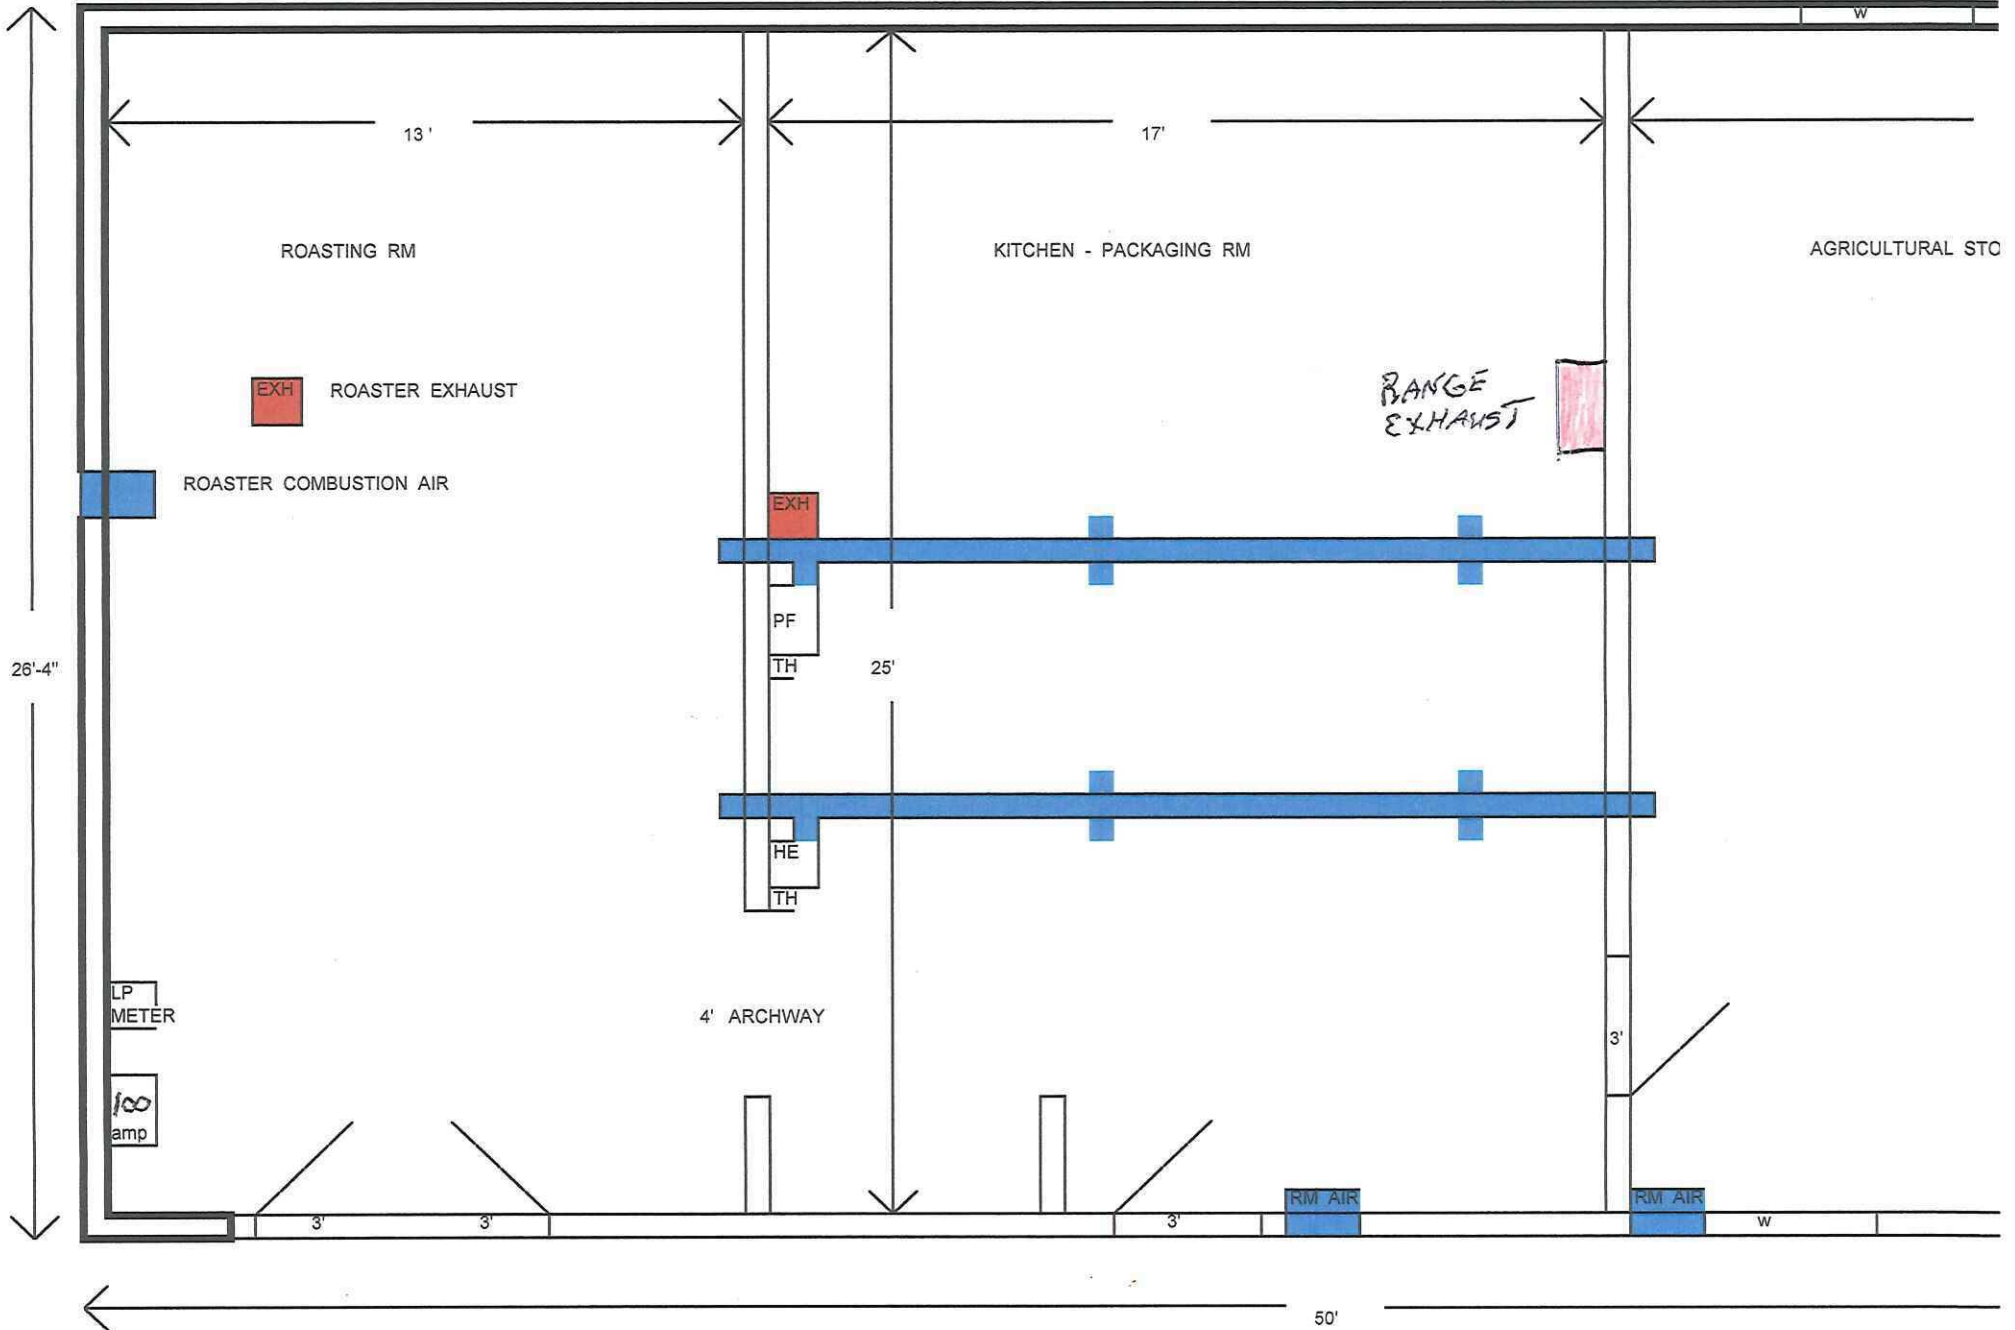 W
13 '
17'
ROASTING RM
KITCHEN - PACKAGING RM
AGRICULTURAL STO
EXH
ROASTER EXHAUST
RANGE
EXHAUST
ROASTER COMBUSTION AIR
EXH
PF
TH
26'-4"
25'
HE
TH
LP
METER
4' ARCHWAY
3'
100
amp
RM AIR
RM AIR
3'
3'
3'
W
50'